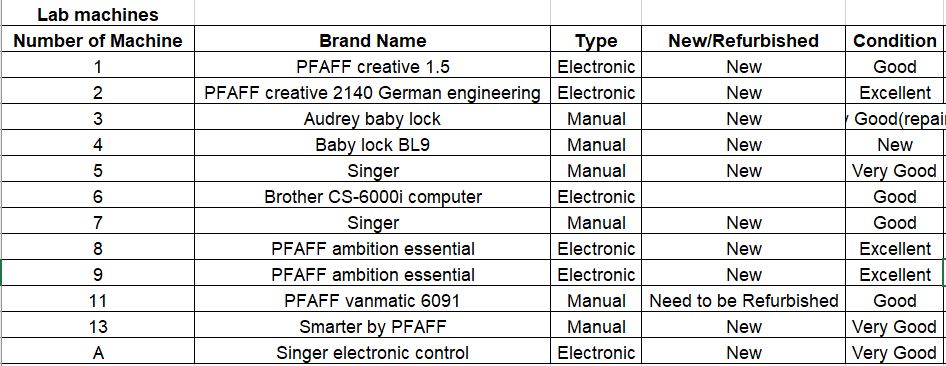 Lab machines
Number of Machine Brand Name Type New/Refurbished Condition
1 PFAFF creative 1.5 Electronic New Good
2 PFAFF creative 2140 German engineering Electronic New Excellent
3 Audrey baby lock Manual New Good(repai
4 Baby lock BL9 Manual New New
5 Singer Manual New Very Good
6 Brother CS-6000i computer Electronic Good
7 Singer Manual New Good
8 PFAFF ambition essential Electronic New Excellent
9 PFAFF ambition essential Electronic New Excellent
11 PFAFF vanmatic 6091 Manual Need to be Refurbished Good
13 Smarter by PFAFF Manual New Very Good
A Singer electronic control Electronic New Very Good